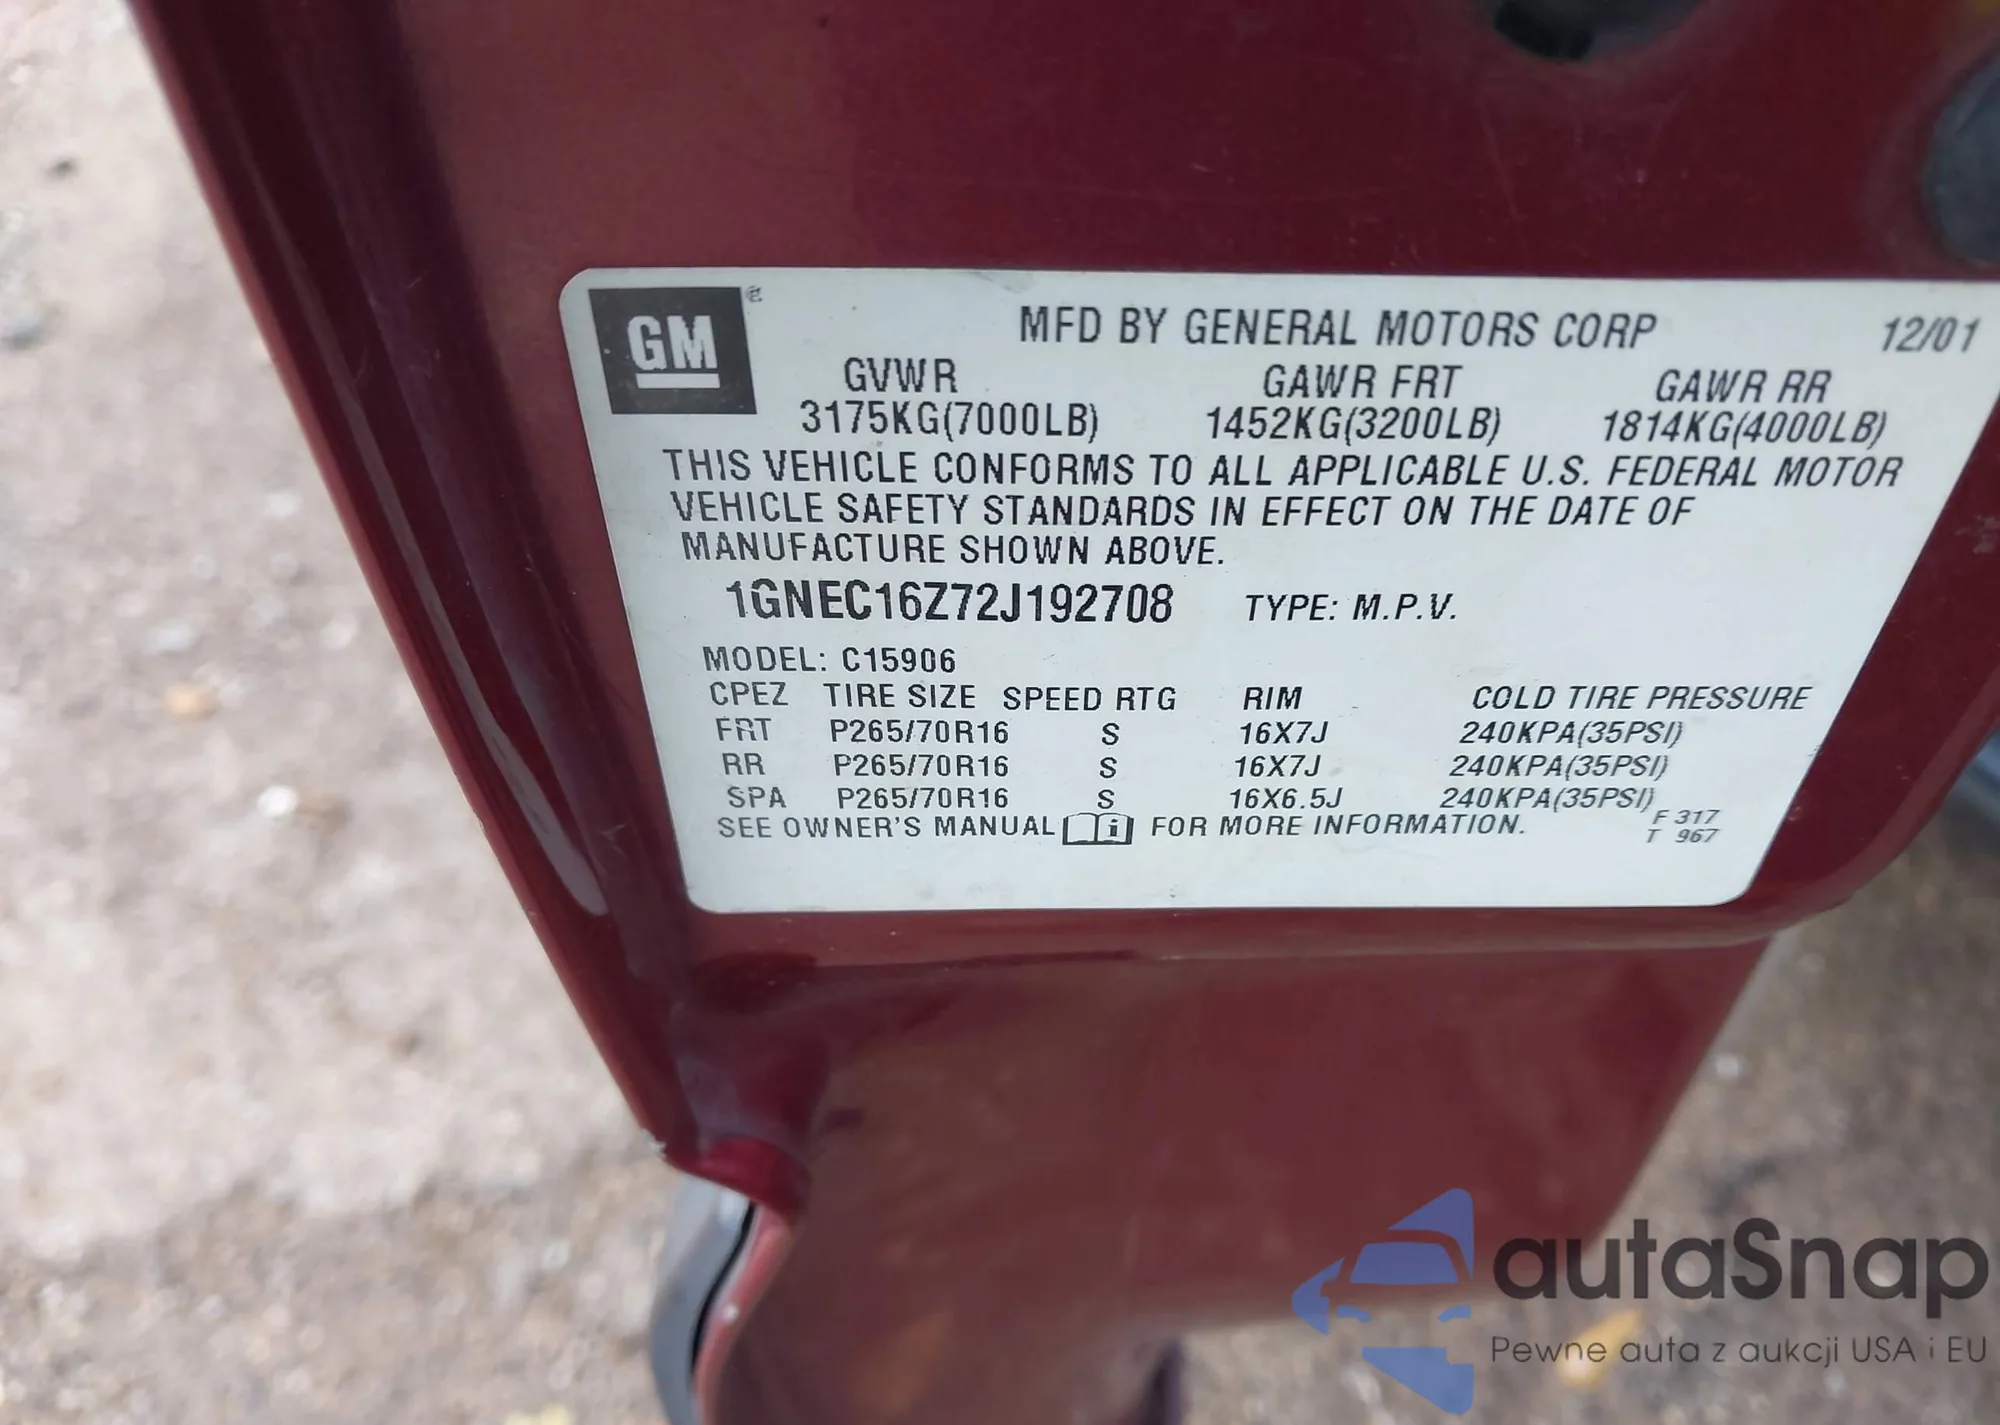 GM
MFD BY GENERAL MOTORS CORP 12/01
GVWR GAWR FRT GAWR RR
3175KG(7000LB) 1452KG(3200LB) 1814KG(4000LB)
THIS VEHICLE CONFORMS TO ALL APPLICABLE U.S. FEDERAL MOTOR
VEHICLE SAFETY STANDARDS IN EFFECT ON THE DATE OF
MANUFACTURE SHOWN ABOVE.
1GNEC16Z72J192708 TYPE: M.P.V.
MODEL: C15906
CPEZ TIRE SIZE SPEED RTG RIM COLD TIRE PRESSURE
FRT P265/70R16 S 16X7J 240KPA(35PSI)
RR P265/70R16 S 16X7J 240KPA(35PSI)
SPA P265/70R16 S 16X6.5J 240KPA(35PSI)
SEE OWNER'S MANUAL i FOR MORE INFORMATION.
F 317
T 967
autaSnap
Pewne auta z aukcji USA i EU